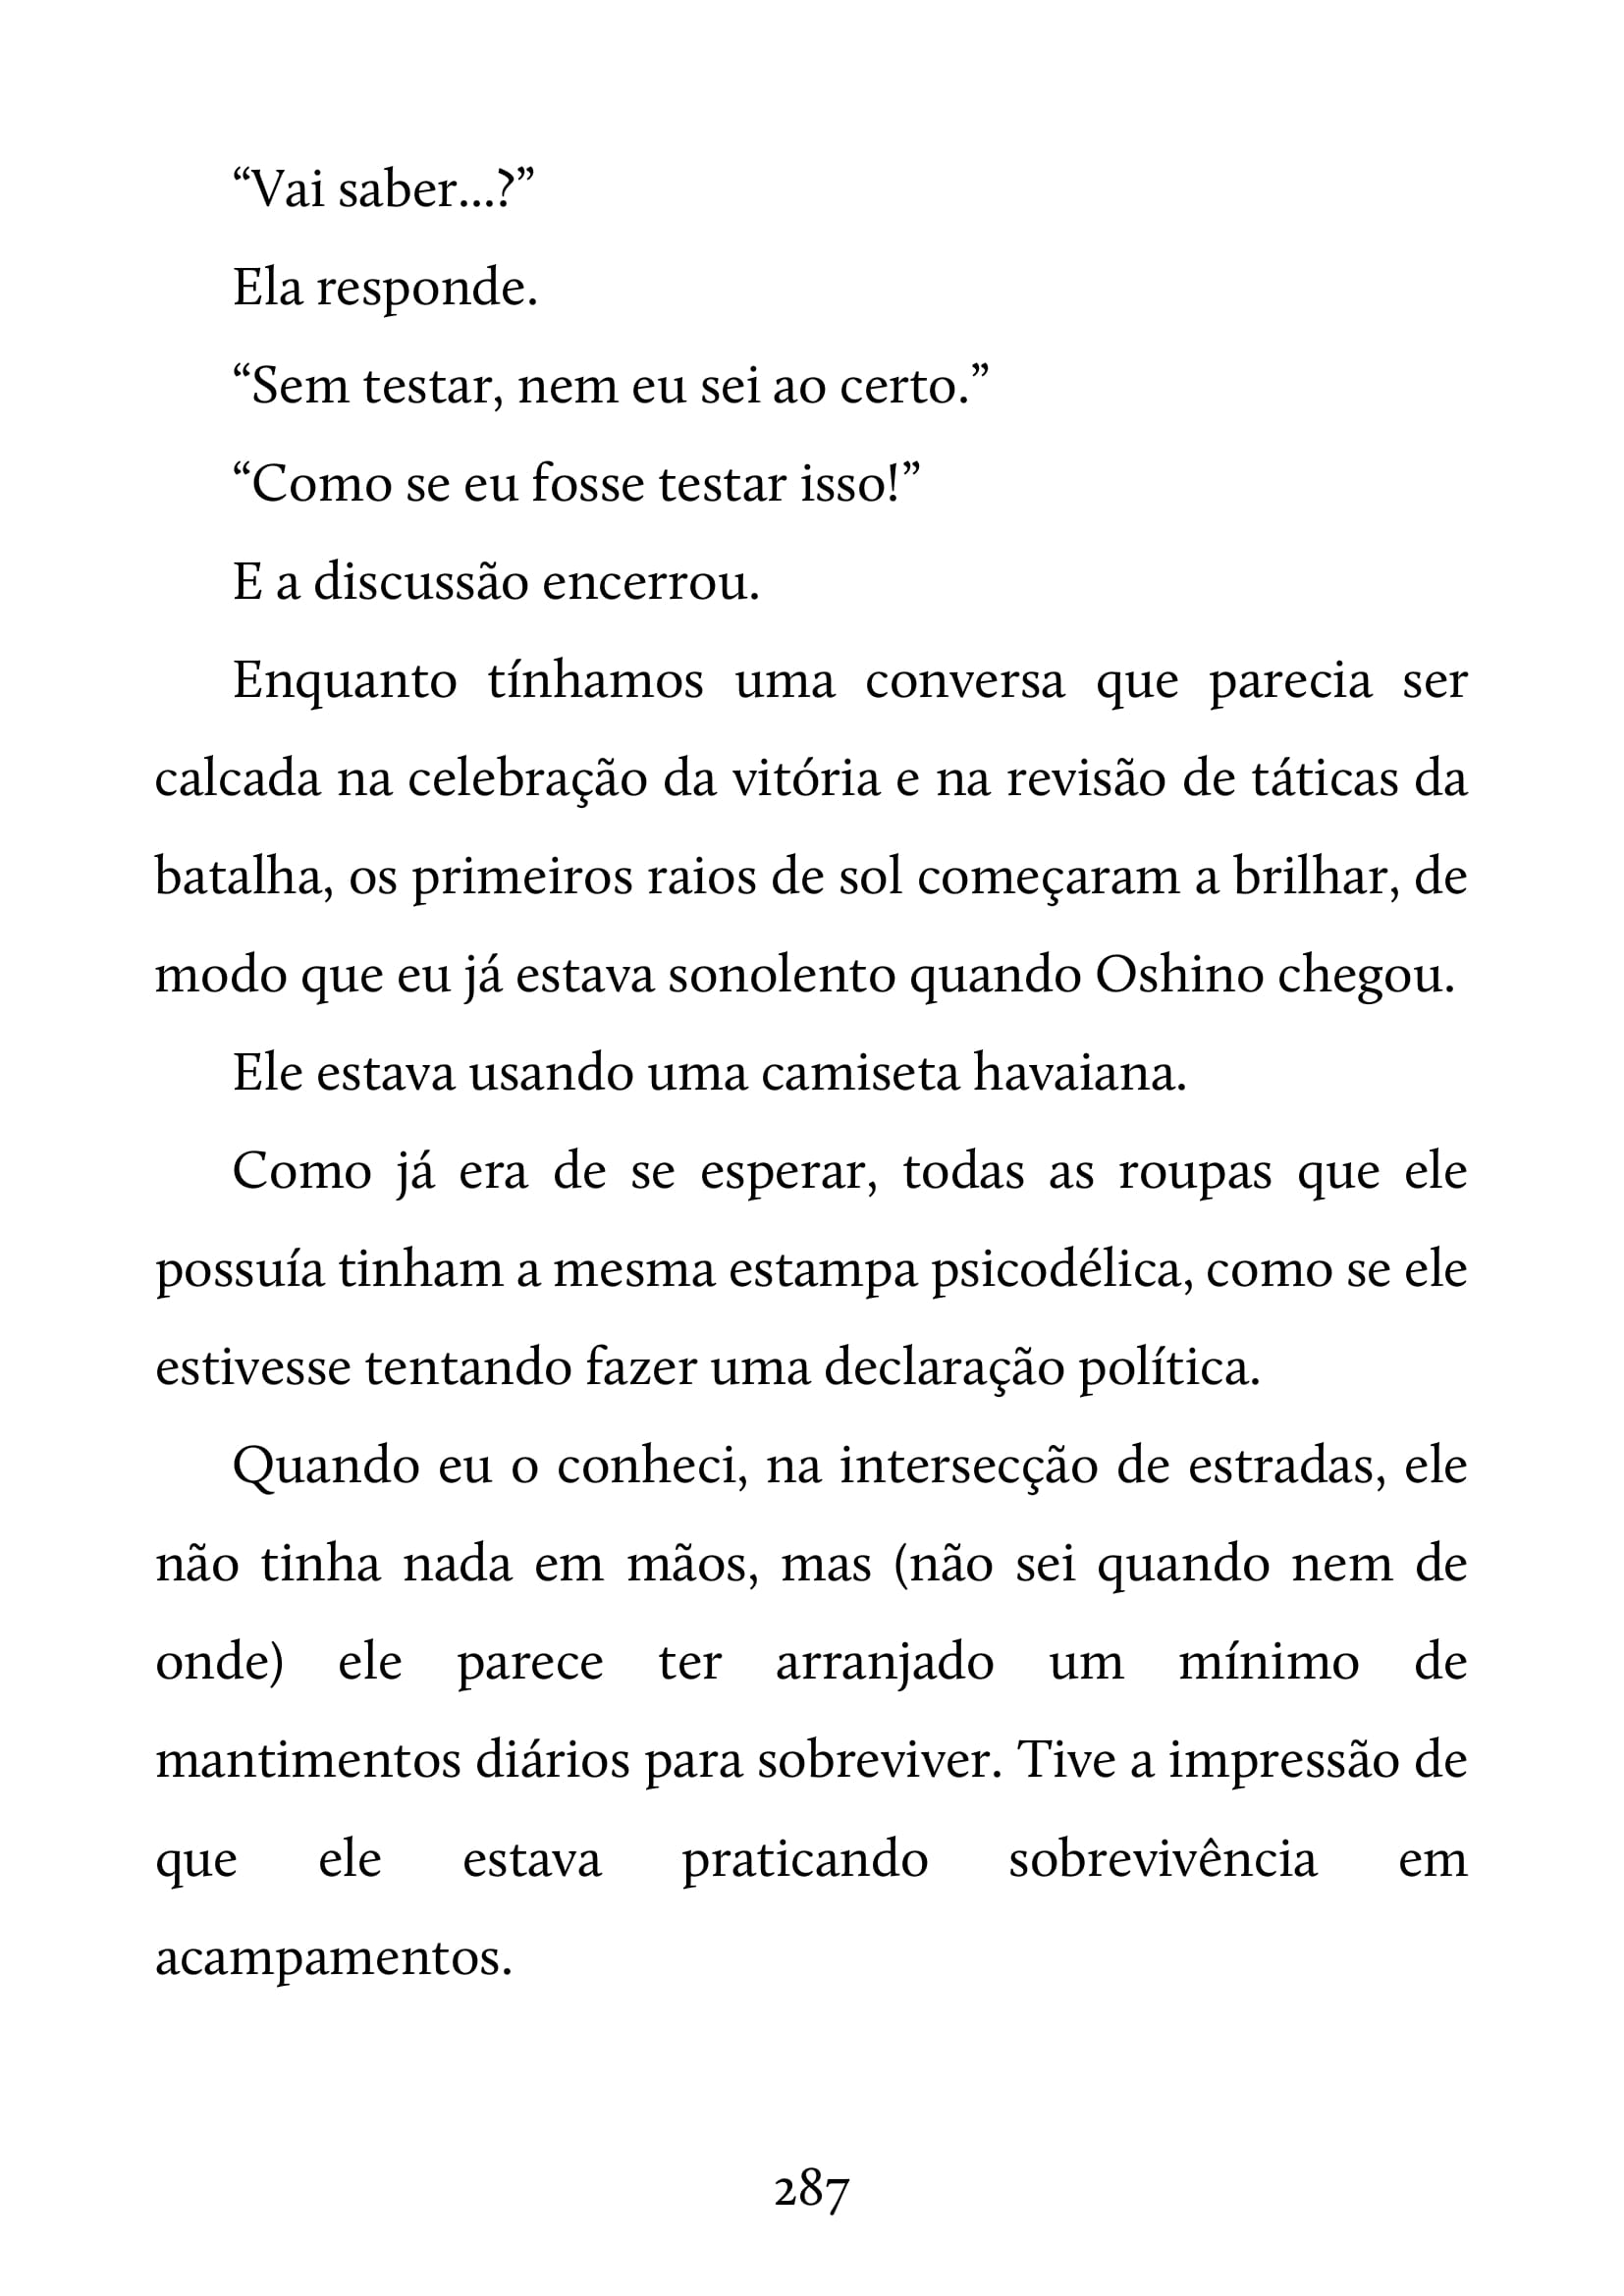 “Vai saber...?”
Ela responde.
“Sem testar, nem eu sei ao certo.”
“Como se eu fosse testar isso!”
E a discussão encerrou.
Enquanto tínhamos uma conversa que parecia ser
calcada na celebração da vitória e na revisão de táticas da
batalha, os primeiros raios de sol começaram a brilhar, de
modo que eu já estava sonolento quando Oshino chegou.
Ele estava usando uma camiseta havaiana.
Como já era de se esperar, todas as roupas que ele
possuía tinham a mesma estampa psicodélica, como se ele
estivesse tentando fazer uma declaração política.
Quando eu o conheci, na intersecção de estradas, ele
não tinha nada em mãos, mas (não sei quando nem de
onde) ele parece ter arranjado um mínimo de
mantimentos diários para sobreviver. Tive a impressão de
que ele estava praticando sobrevivência em
acampamentos.
287